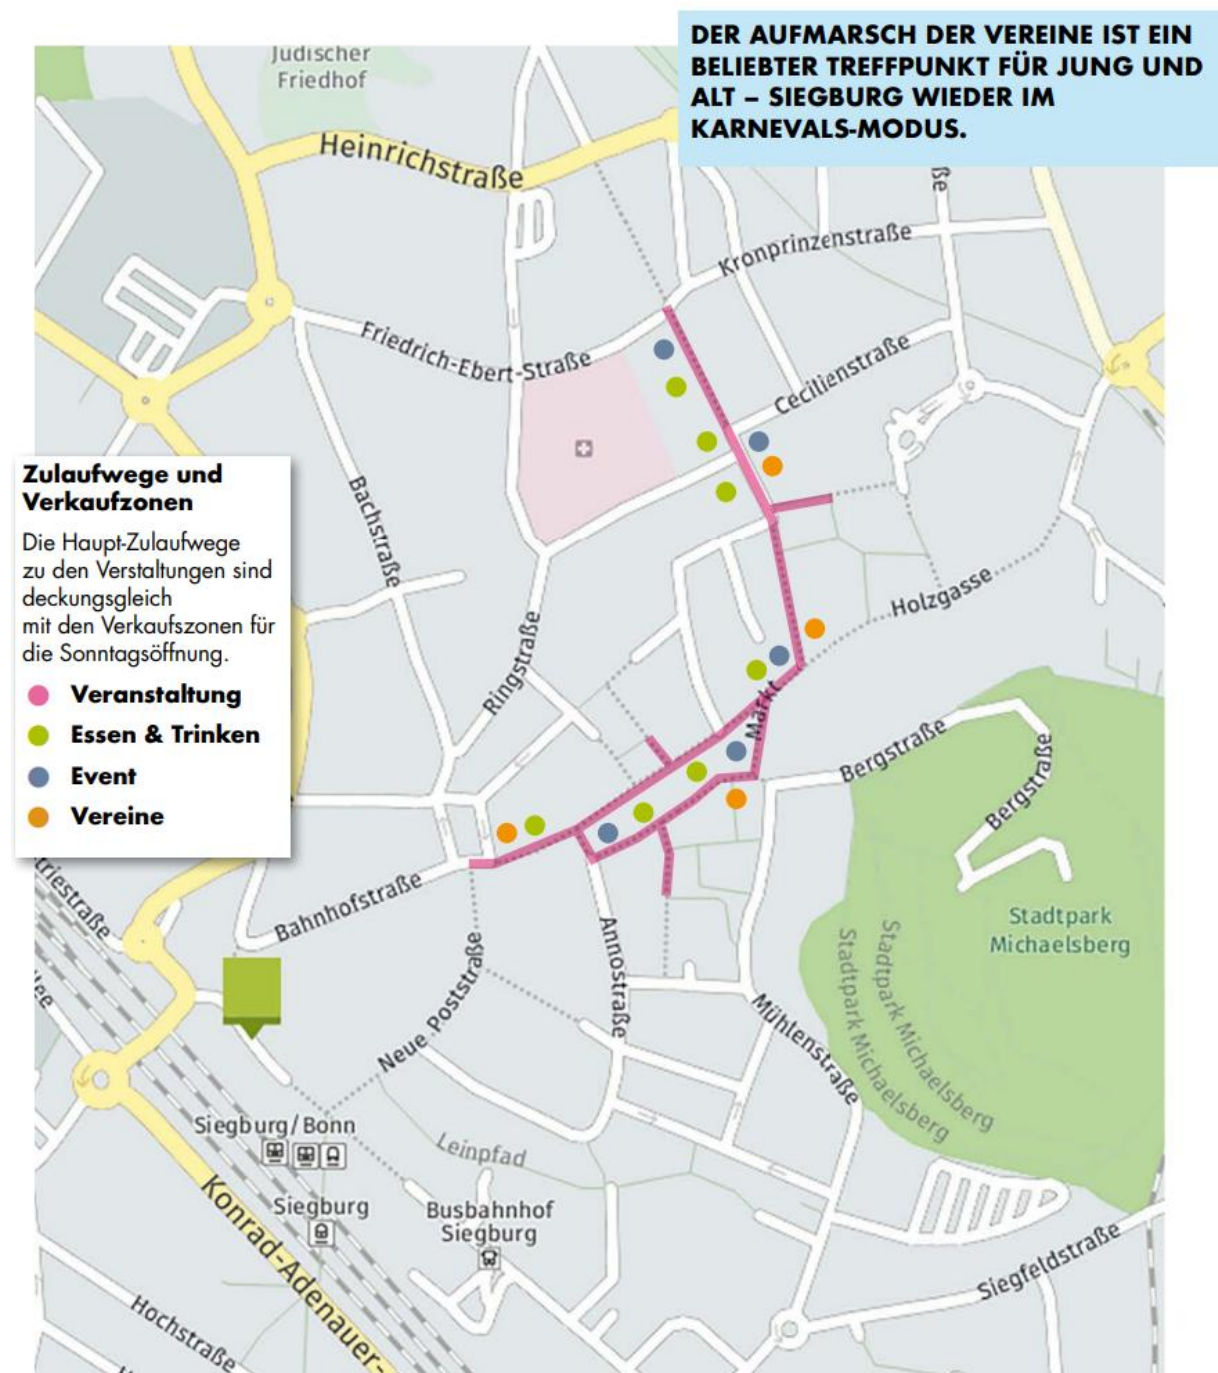 DER AUFMARSCH DER VEREINE IST EIN
BELIEBTER TREFFPUNKT FÜR JUNG UND
ALT – SIEGBURG WIEDER IM
KARNEVALS-MODUS.
Jüdischer
Friedhof
Heinrichstraße
ße
Kronprinzenstraße
Friedrich-Ebert-Straße
Cecilienstraße
Zulaufwege und
Verkaufzonen
Die Haupt-Zulaufwege
zu den Verstaltungen sind
deckungsgleich
mit den Verkaufszonen für
die Sonntagsöffnung.
Veranstaltung
Essen & Trinken
Event
Vereine
Bachstraße
Holzgasse
Ringstraße
Markt
Bergstraße
Bergstraße
triestraße
Bahnhofstraße
Stadtpark
Michaelsberg
Annostraße
Stadtpark Michaelsberg
Stadtpark Michaelsberg
llee
Neue Poststraße
Mühlenstraße
Siegburg/Bonn
Leinpfad
Siegburg
Busbahnhof
Siegburg
Konrad-Adenauer-
Siegfeldstraße
Hochstraße